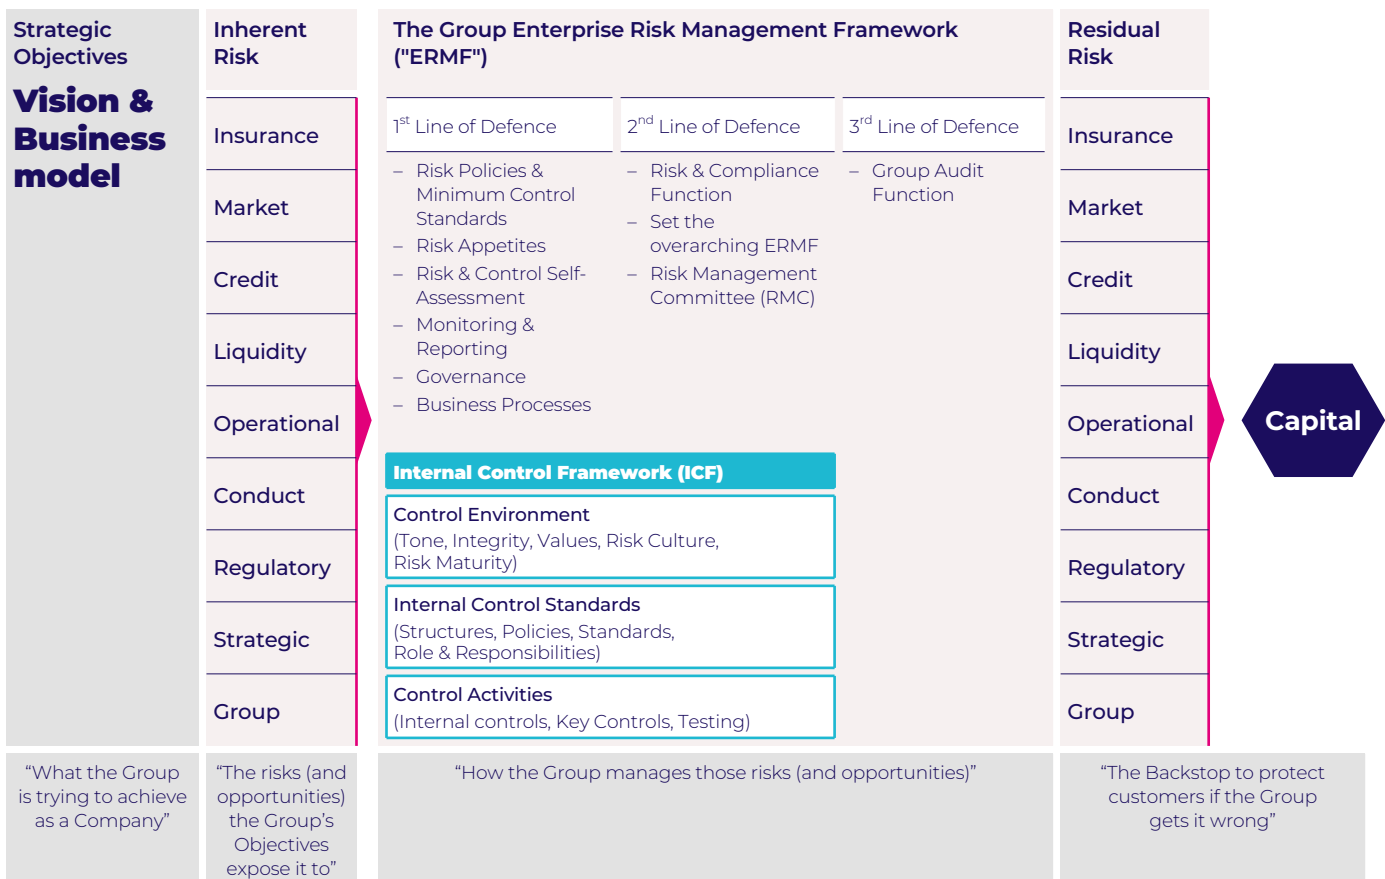 Strategic
Objectives
Vision &
Business
model
Inherent
Risk
Insurance
Market
Credit
Liquidity
Operational
Conduct
Regulatory
Strategic
Group
The Group Enterprise Risk Management Framework
("ERMF")
1st Line of Defence
– Risk Policies &
Minimum Control
Standards
– Risk Appetites
– Risk & Control Self-
Assessment
– Monitoring &
Reporting
– Governance
– Business Processes
2nd Line of Defence
– Risk & Compliance
Function
– Set the
overarching ERMF
– Risk Management
Committee (RMC)
3rd Line of Defence
– Group Audit
Function
Internal Control Framework (ICF)
Control Environment
(Tone, Integrity, Values, Risk Culture,
Risk Maturity)
Internal Control Standards
(Structures, Policies, Standards,
Role & Responsibilities)
Control Activities
(Internal controls, Key Controls, Testing)
Residual
Risk
Insurance
Market
Credit
Liquidity
Operational
Conduct
Regulatory
Strategic
Group
Capital
“What the Group
is trying to achieve
as a Company”
“The risks (and
opportunities)
the Group’s
Objectives
expose it to”
“How the Group manages those risks (and opportunities)”
“The Backstop to protect
customers if the Group
gets it wrong”